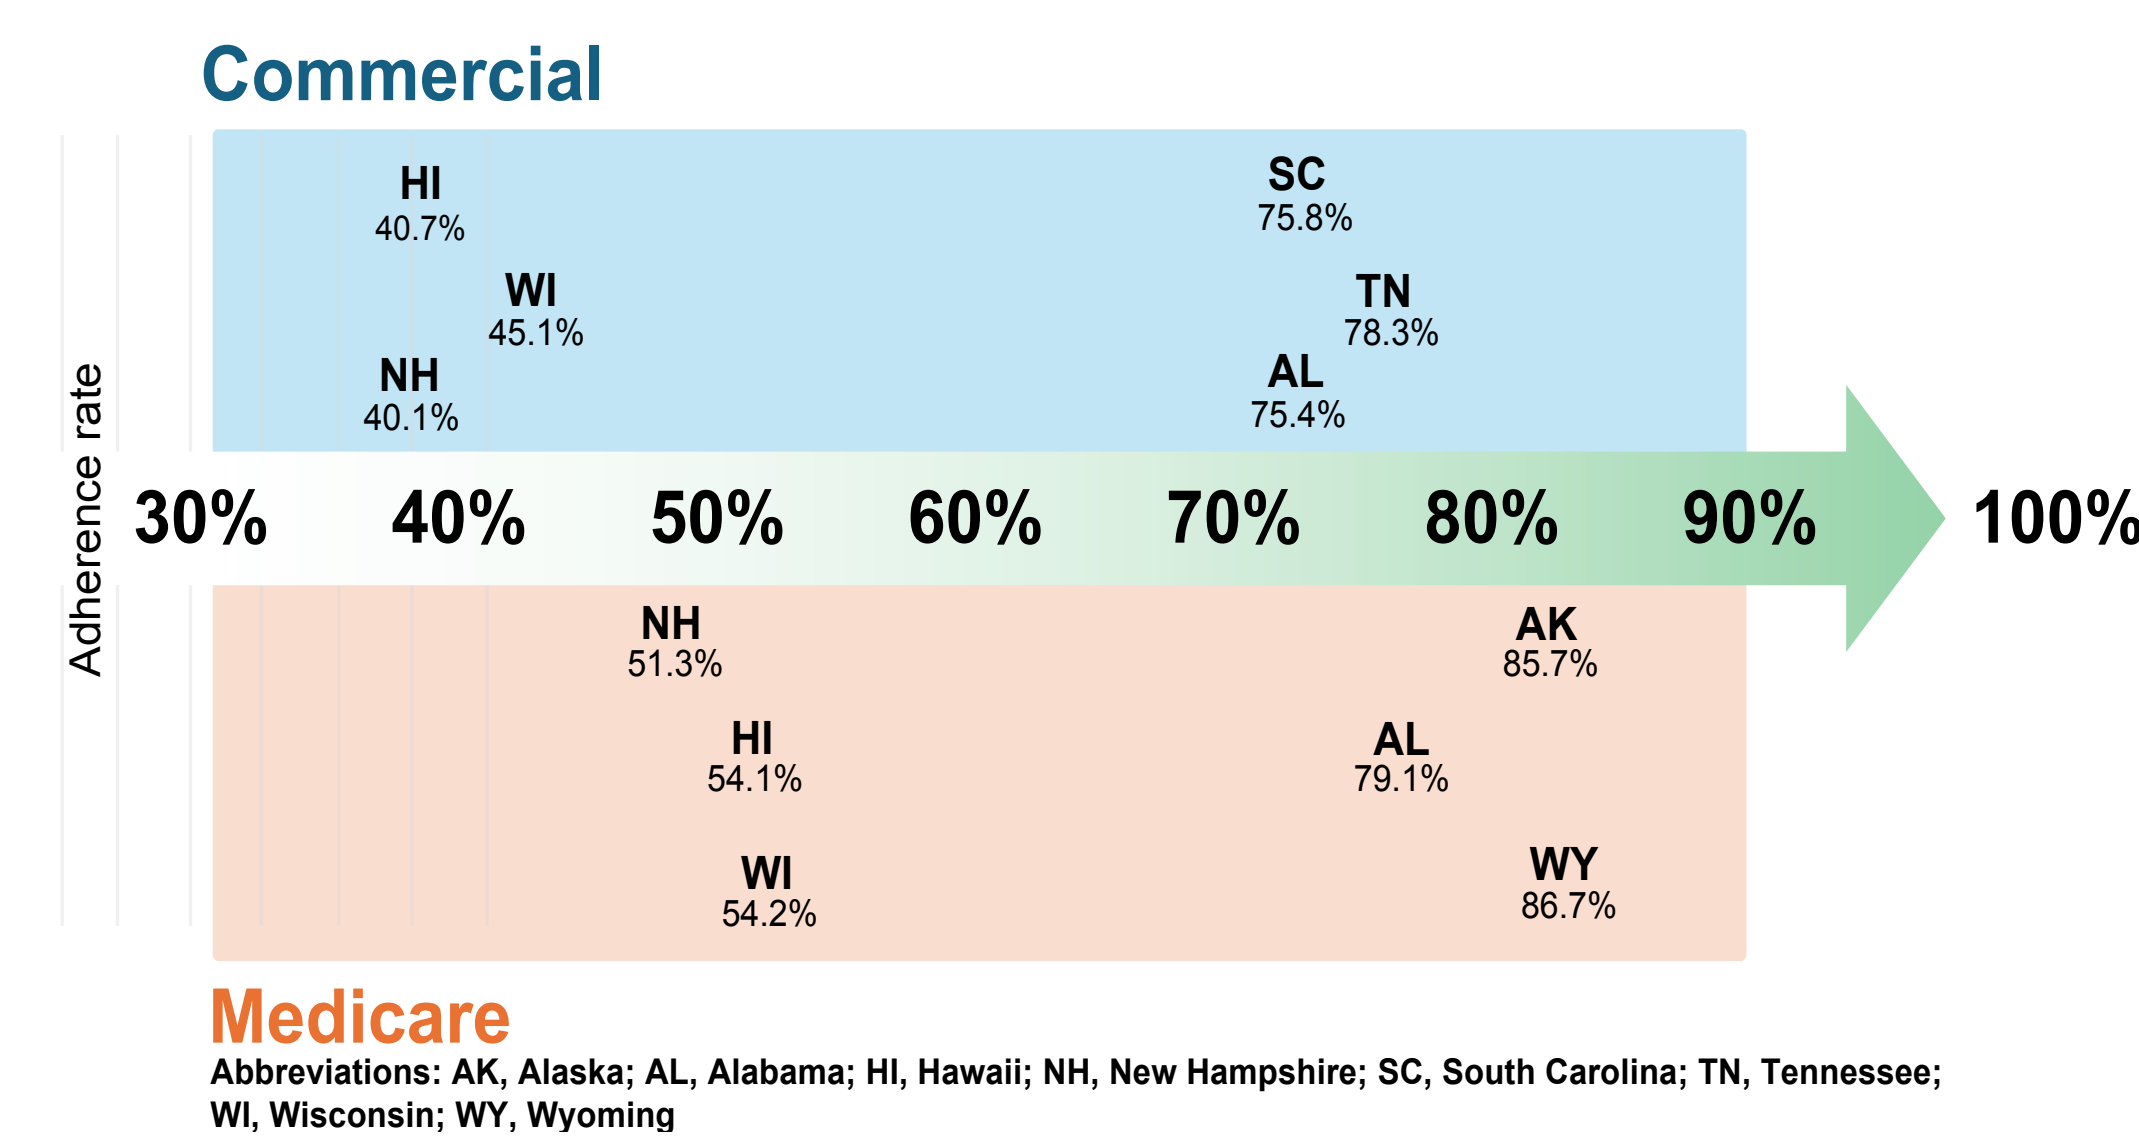 Commercial
HI
40.7%
SC
75.8%
WI
45.1%
TN
78.3%
NH
40.1%
AL
75.4%
Adherence rate
30% 40% 50% 60% 70% 80% 90% 100%
NH
51.3%
AK
85.7%
HI
54.1%
AL
79.1%
WI
54.2%
WY
86.7%
Medicare
Abbreviations: AK, Alaska; AL, Alabama; HI, Hawaii; NH, New Hampshire; SC, South Carolina; TN, Tennessee;
WI, Wisconsin; WY, Wyoming